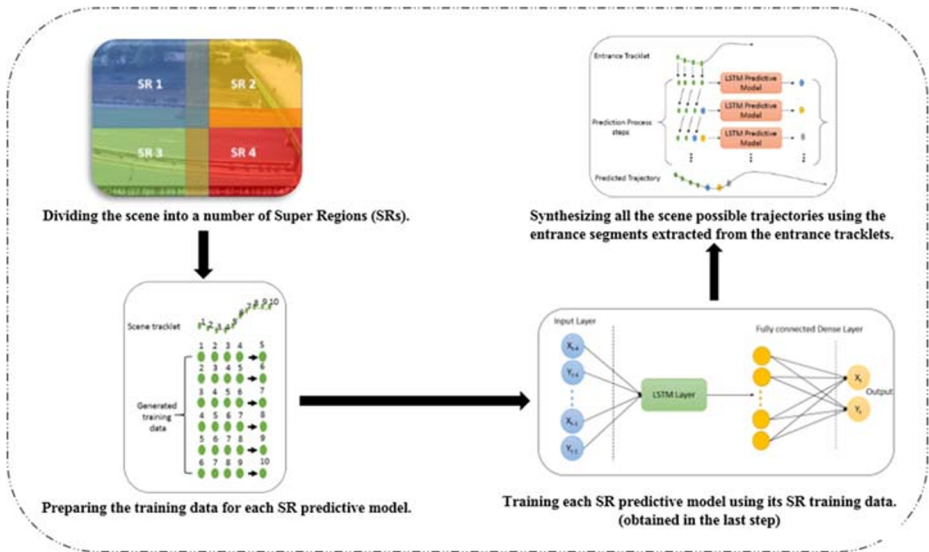 SR 1
SR 2
SR 3
SR 4
Dividing the scene into a number of Super Regions (SRs).
Scene tracklet
1 2 3 4 5 6 7 8 9 10
1 2 3 4 5
2 3 4 5 6
3 4 5 6 7
Generated
training
data
4 5 6 7 8
5 6 7 8 9
6 7 8 9 10
Preparing the training data for each SR predictive model.
Input Layer
Fully connected Dense Layer
LSTM Layer
Output
Training each SR predictive model using its SR training data.
(obtained in the last step)
Entrance Tracklet
LSTM Predictive
Model
LSTM Predictive
Model
Prediction Process
steps
LSTM Predictive
Model
Predicted Trajectory
Synthesizing all the scene possible trajectories using the
entrance segments extracted from the entrance tracklets.